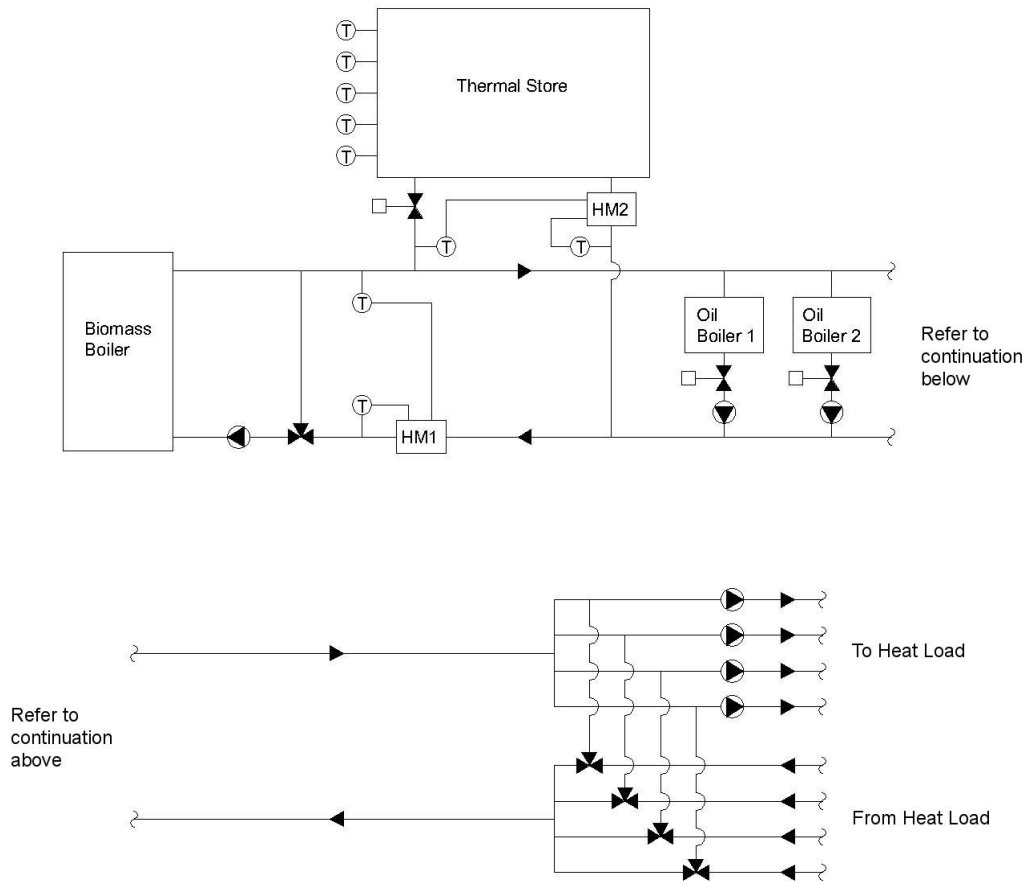 T
T
T
T
T
Thermal Store
HM2
T
T
Biomass
Boiler
T
Oil
Boiler 1
Oil
Boiler 2
Refer to
continuation
below
T
HM1
To Heat Load
Refer to
continuation
above
From Heat Load